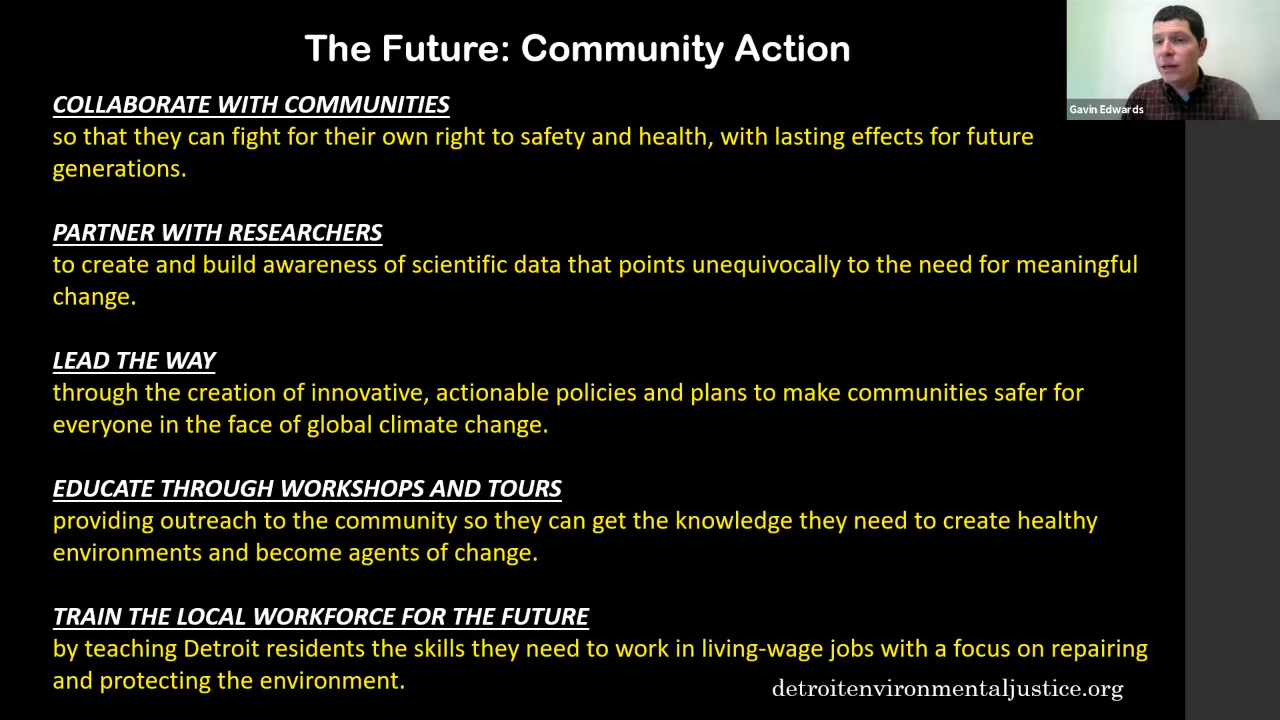 The Future: Community Action
Gavin Edwards
COLLABORATE WITH COMMUNITIES
so that they can fight for their own right to safety and health, with lasting effects for future
generations.
PARTNER WITH RESEARCHERS
to create and build awareness of scientific data that points unequivocally to the need for meaningful
change.
LEAD THE WAY
through the creation of innovative, actionable policies and plans to make communities safer for
everyone in the face of global climate change.
EDUCATE THROUGH WORKSHOPS AND TOURS
providing outreach to the community so they can get the knowledge they need to create healthy
environments and become agents of change.
TRAIN THE LOCAL WORKFORCE FOR THE FUTURE
by teaching Detroit residents the skills they need to work in living-wage jobs with a focus on repairing
and protecting the environment.
detroitenvironmentaljustice.org